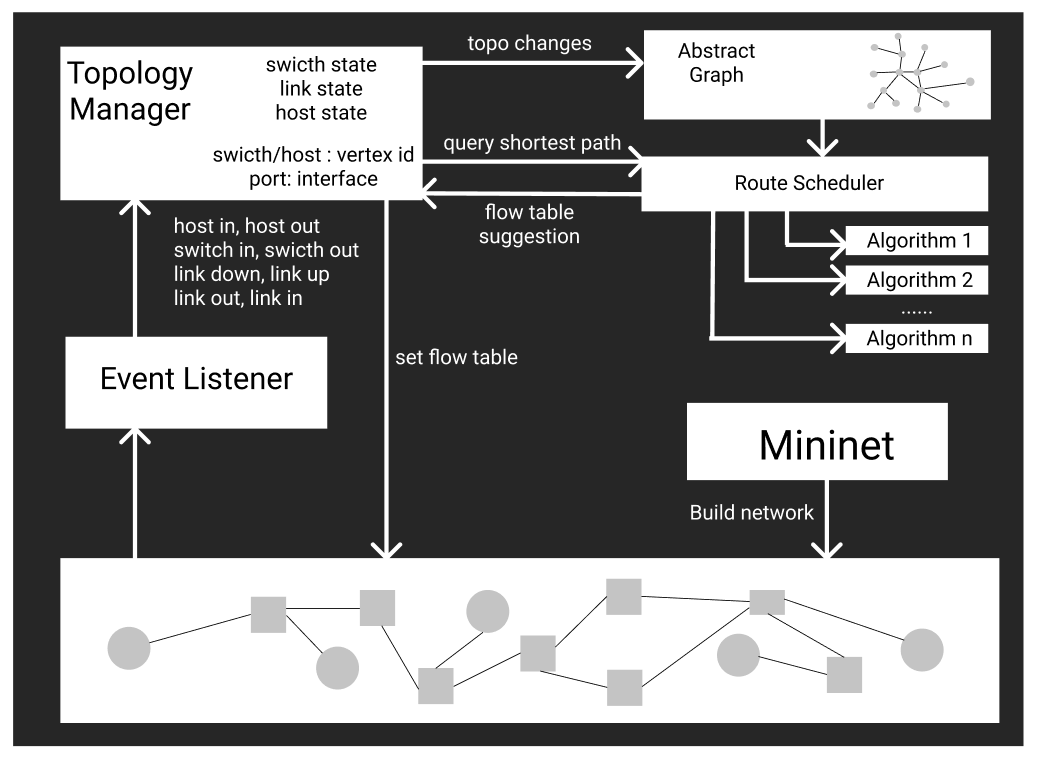 Topology
Manager
swicth state
link state
host state
swicth/host : vertex id
port: interface
topo changes
Abstract
Graph
query shortest path
Route Scheduler
flow table
suggestion
Algorithm 1
Algorithm 2
......
Algorithm n
host in, host out
switch in, swicth out
link down, link up
link out, link in
set flow table
Event Listener
Mininet
Build network